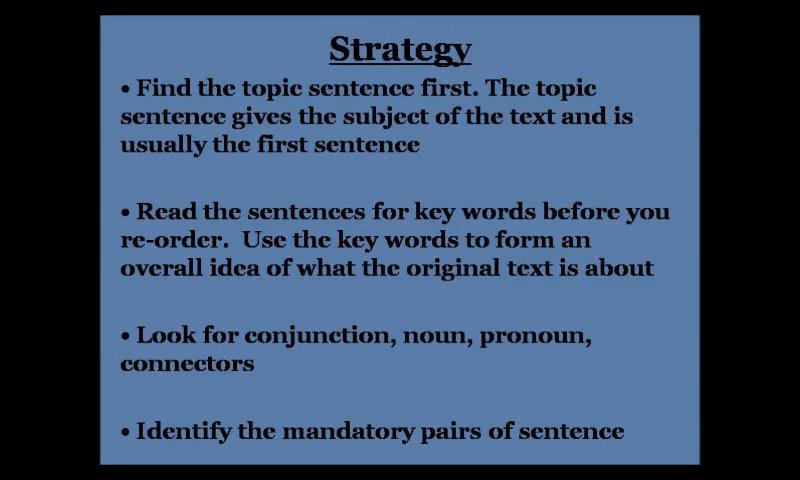 Strategy
• Find the topic sentence first. The topic
sentence gives the subject of the text and is
usually the first sentence
• Read the sentences for key words before you
re-order.  Use the key words to form an
overall idea of what the original text is about
• Look for conjunction, noun, pronoun,
connectors
• Identify the mandatory pairs of sentence